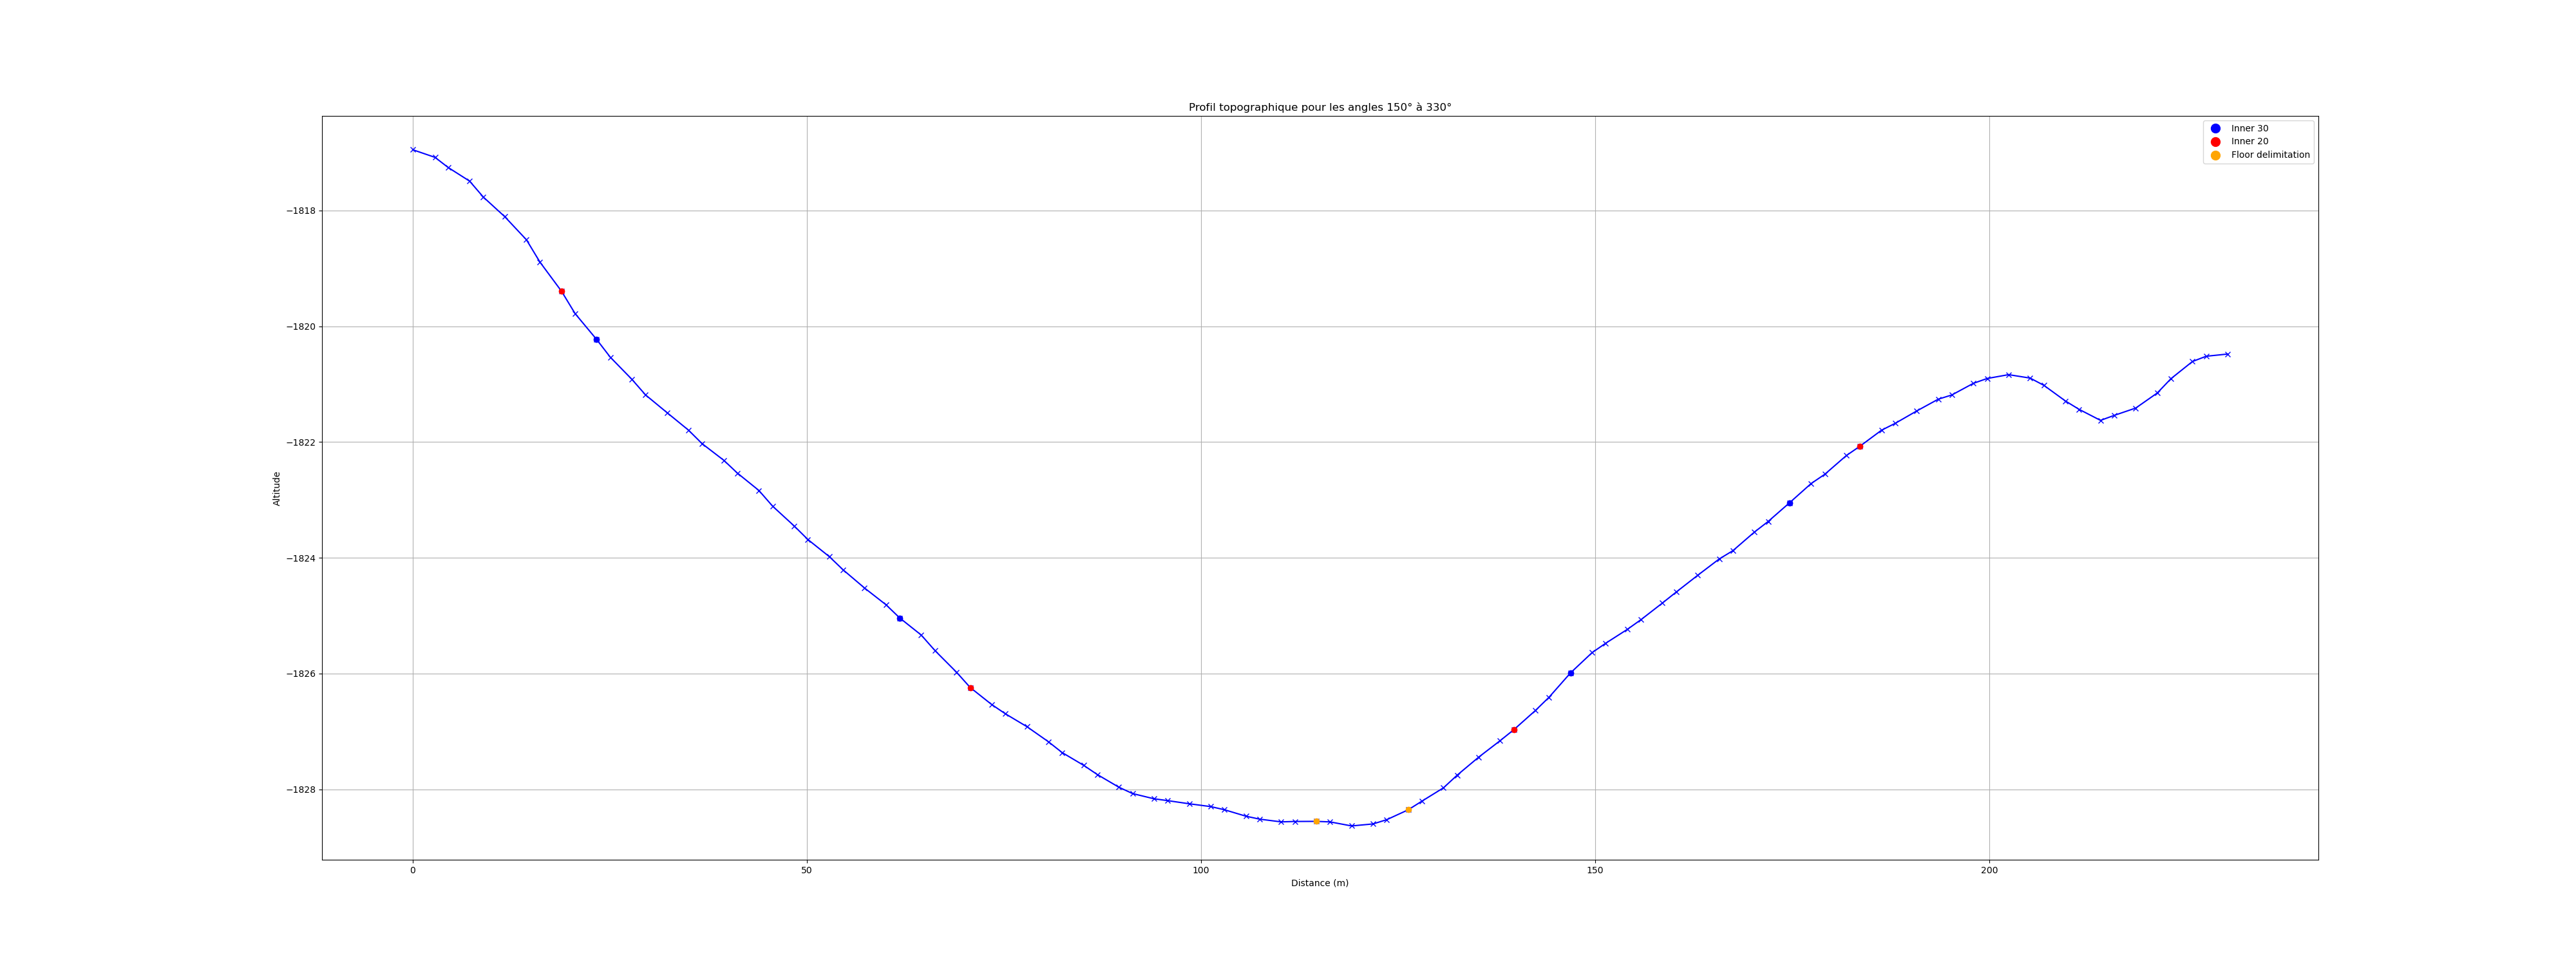 Profil topographique pour les angles 150° à 330°
Inner 30
Inner 20
Floor delimitation
−1818
−1820
−1822
−1824
−1826
−1828
Altitude
0
50
100
150
200
Distance (m)